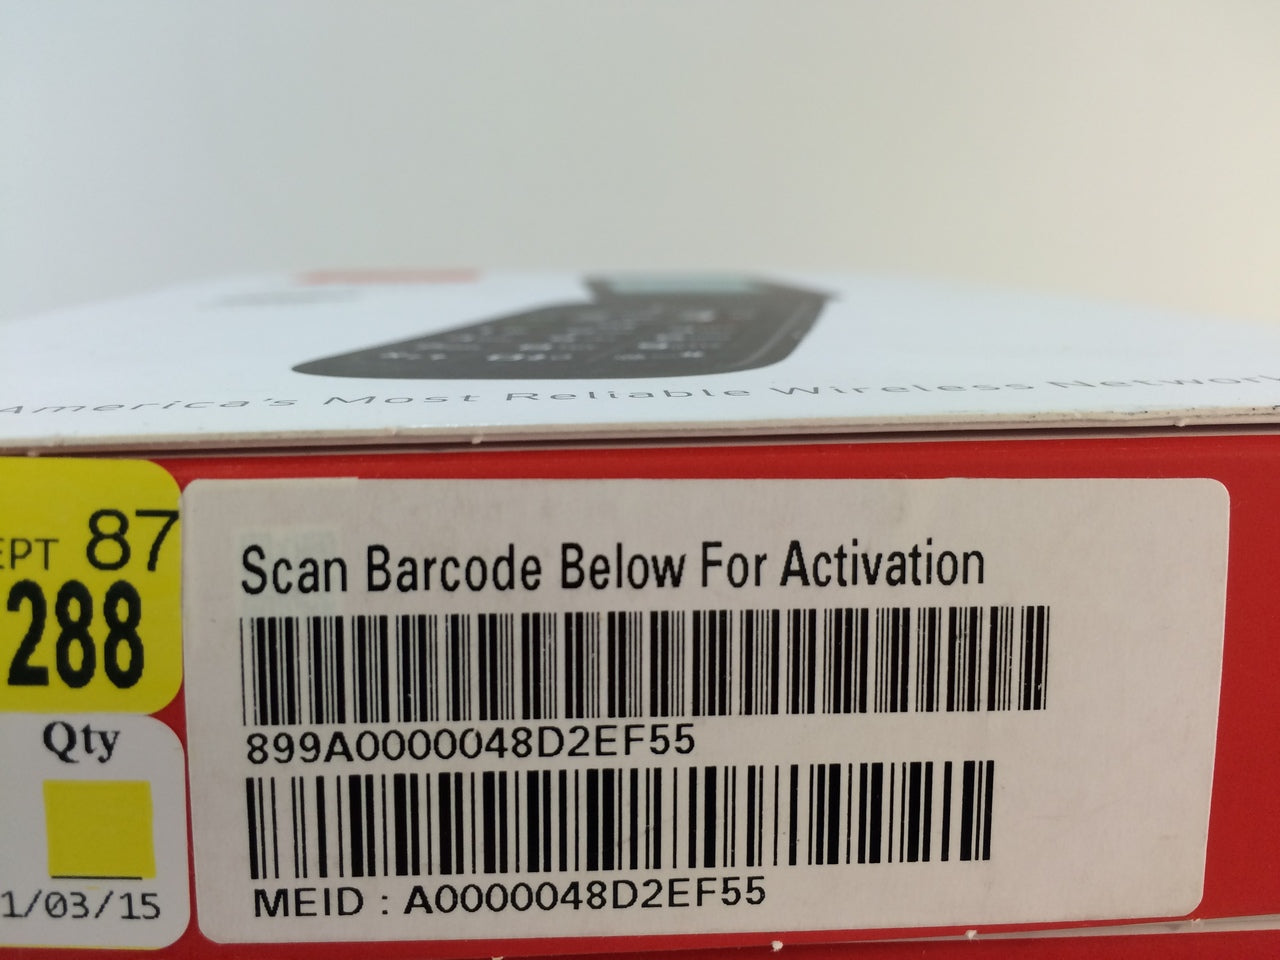 America's Most Reliable Wireless Network
EPT 87
288
Qty
1/03/15
Scan Barcode Below For Activation
899A0000048D2EF55
MEID : A0000048D2EF55